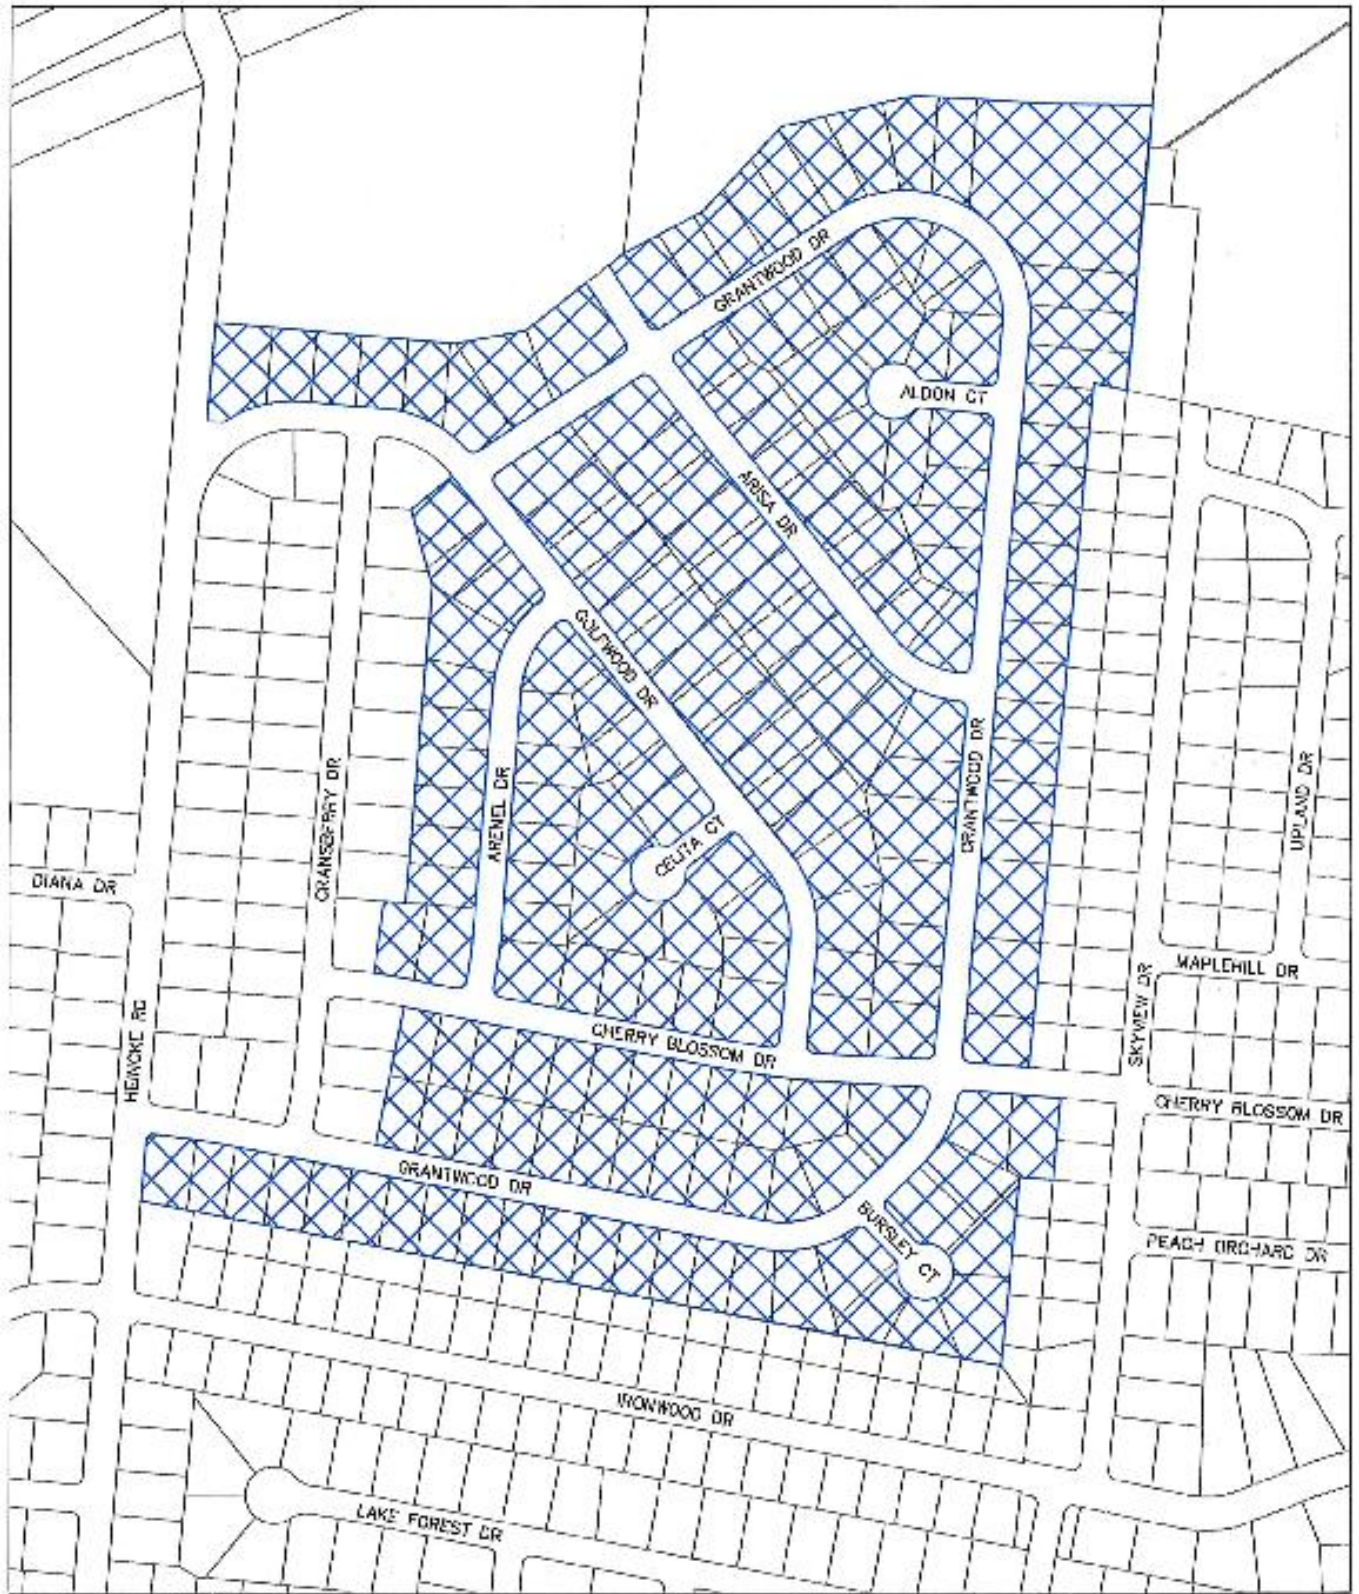 GRANTWOOD DR
ALDON CT
ARISA DR
GOLFWOOD DR
GRANTWOOD DR
CRANSBERRY DR
ARENEL DR
UPLAND DR
CELITA CT
DIANA DR
MAPLEHILL DR
HEINCKE RD
SKYVIEW DR
CHERRY BLOSSOM DR
CHERRY BLOSSOM DR
GRANTWOOD DR
BURSLEY CT
PEACH ORCHARD DR
IRONWOOD DR
LAKE FOREST DR